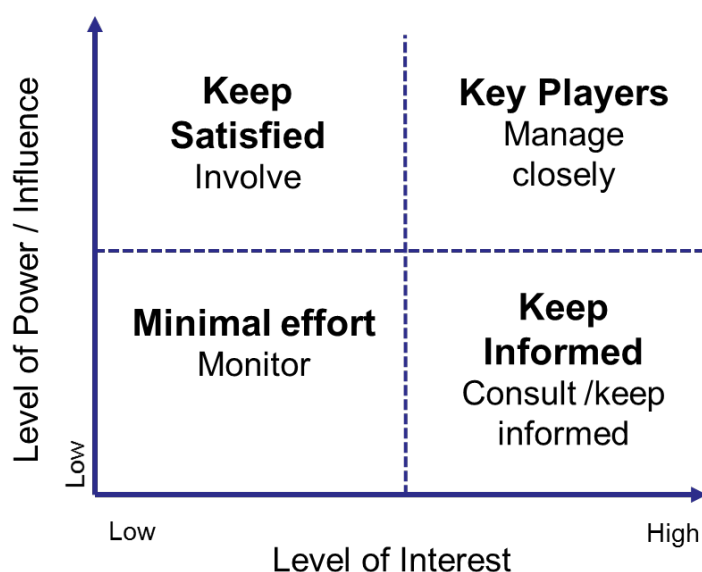 Level of Power / Influence
Keep
Satisfied
Involve
Key Players
Manage
closely
Minimal effort
Monitor
Keep
Informed
Consult /keep
informed
Low
Low
High
Level of Interest